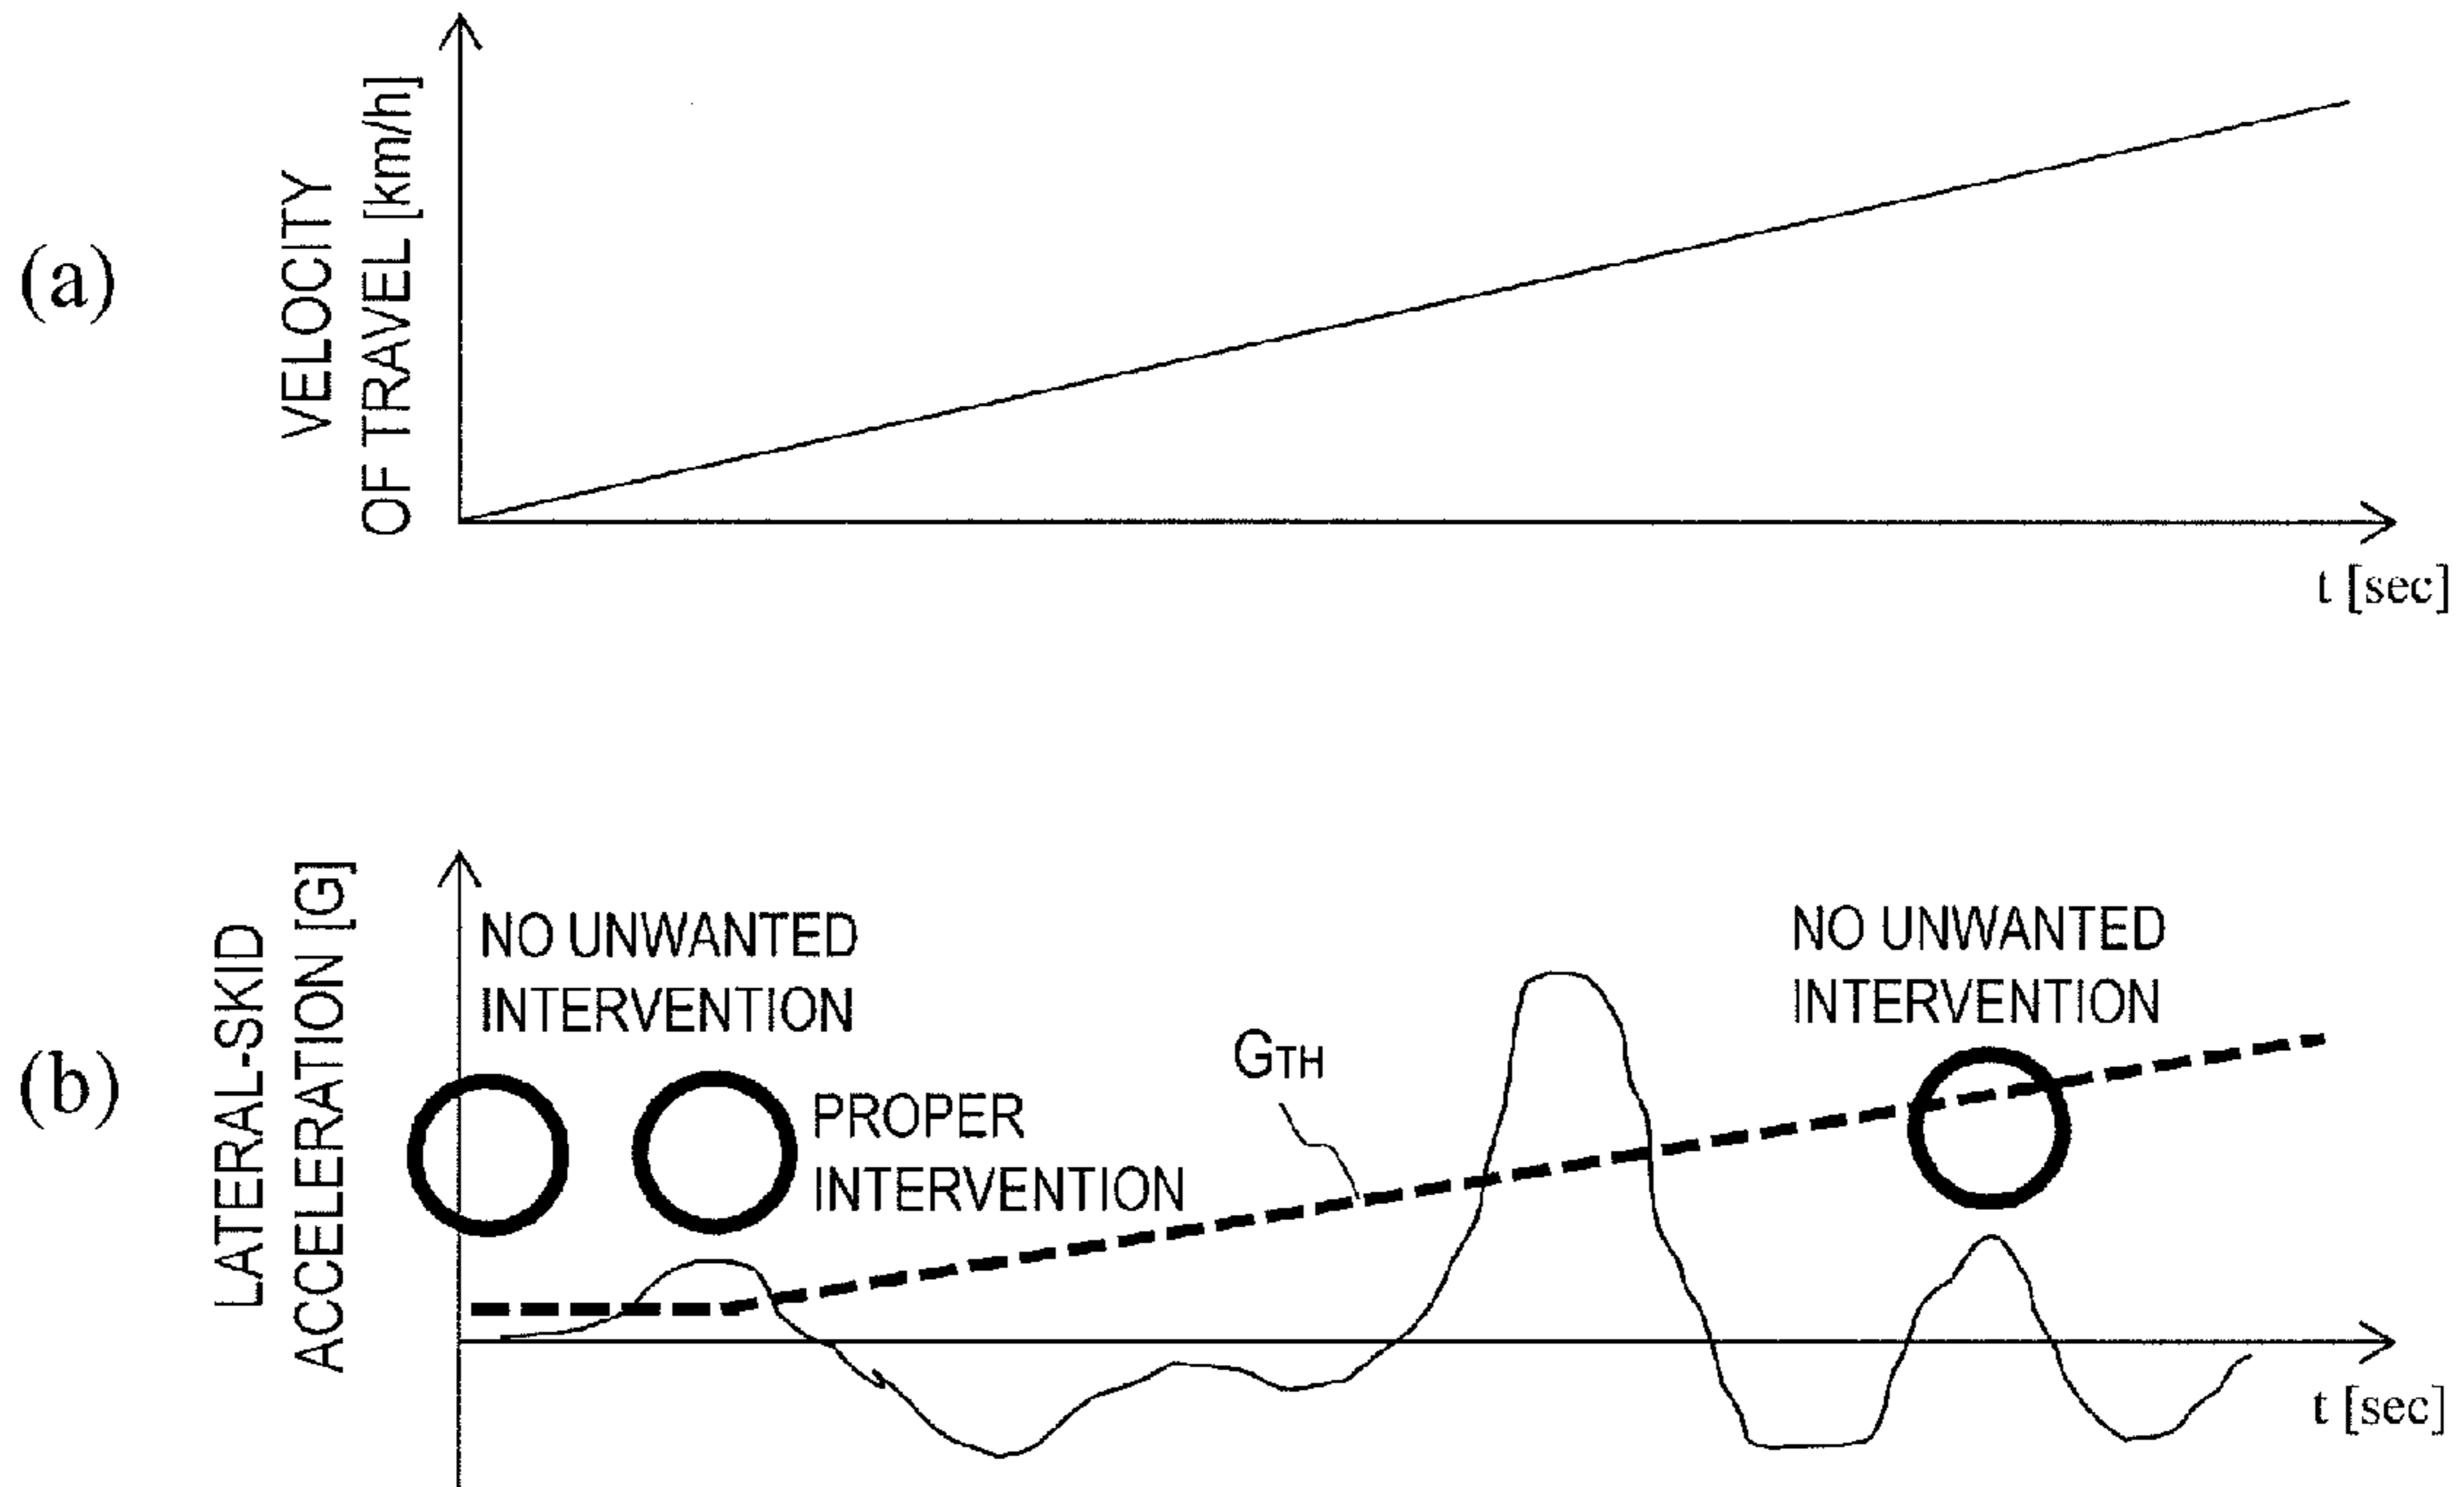 (a)
VELOCITY
OF TRAVEL [km/h]
t [sec]
(b)
LATERAL-SKID
ACCELERATION [G]
NO UNWANTED
INTERVENTION
PROPER
INTERVENTION
GTH
NO UNWANTED
INTERVENTION
t [sec]